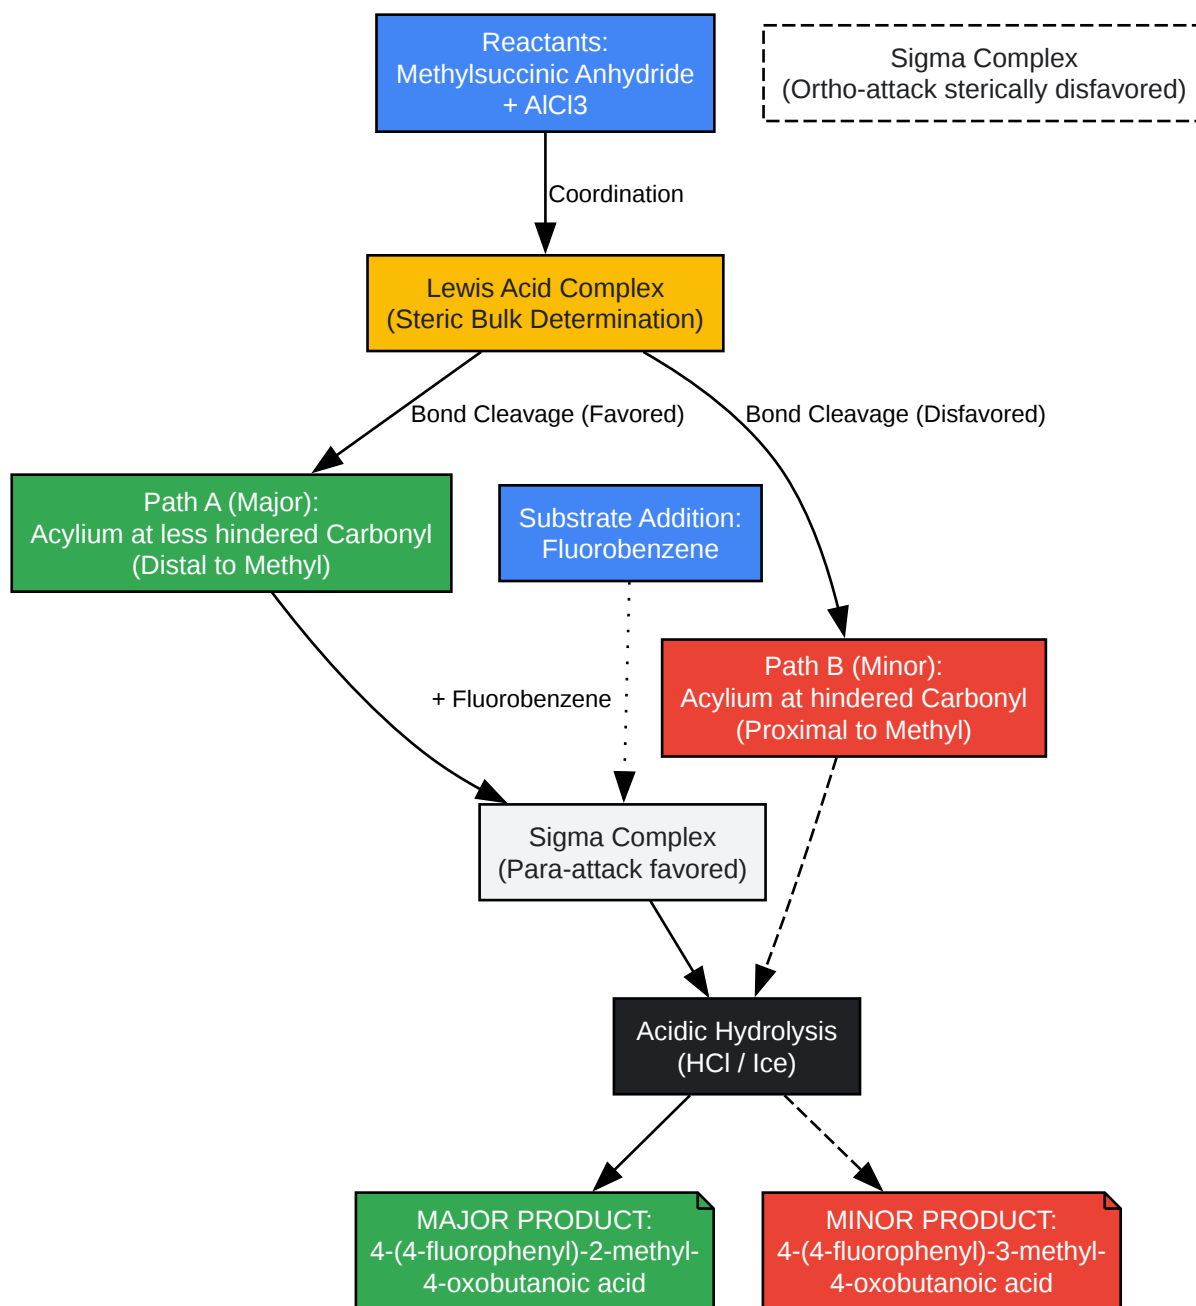 Reactants:
Methylsuccinic Anhydride
+ AlCl3
Sigma Complex
(Ortho-attack sterically disfavored)
Coordination
Lewis Acid Complex
(Steric Bulk Determination)
Bond Cleavage (Favored)
Bond Cleavage (Disfavored)
Path A (Major):
Acylium at less hindered Carbonyl
(Distal to Methyl)
Substrate Addition:
Fluorobenzene
Path B (Minor):
Acylium at hindered Carbonyl
(Proximal to Methyl)
+ Fluorobenzene
Sigma Complex
(Para-attack favored)
Acidic Hydrolysis
(HCl / Ice)
MAJOR PRODUCT:
4-(4-fluorophenyl)-2-methyl-
4-oxobutanoic acid
MINOR PRODUCT:
4-(4-fluorophenyl)-3-methyl-
4-oxobutanoic acid